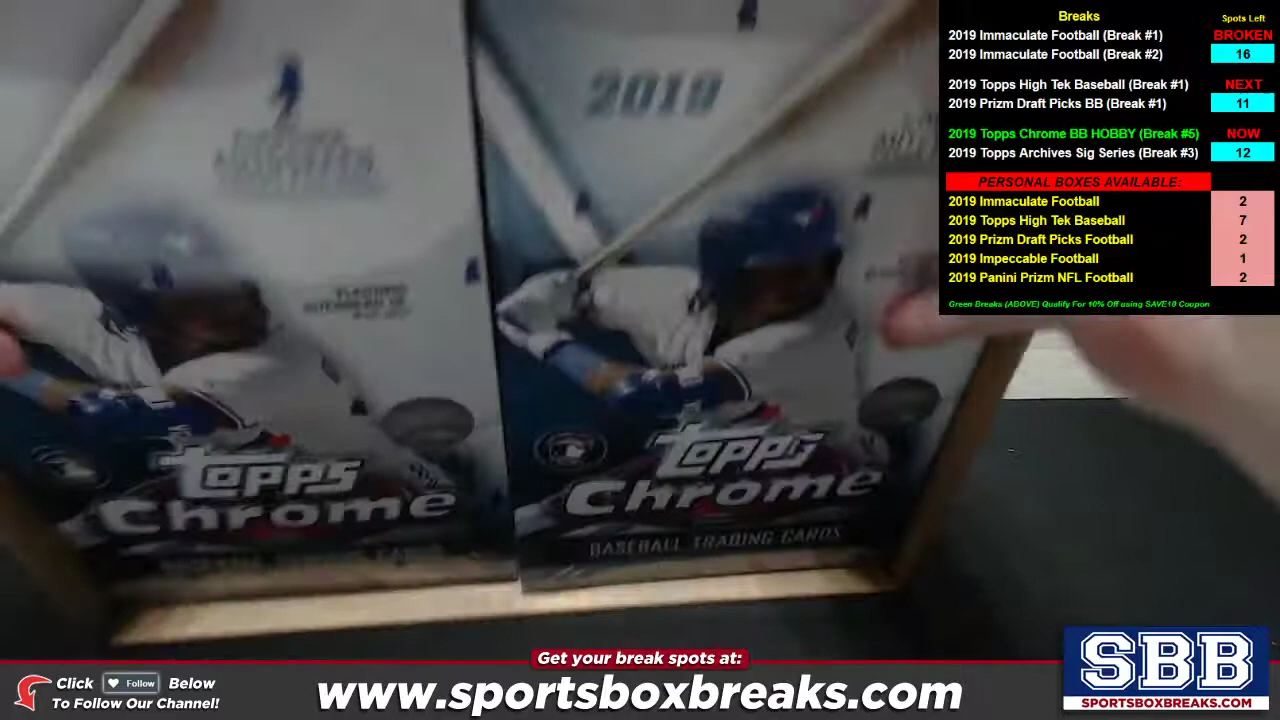 Breaks Spots Left
2019 Immaculate Football (Break #1) BROKEN
2019 Immaculate Football (Break #2) 16
2019 Topps High Tek Baseball (Break #1) NEXT
2019 Prizm Draft Picks BB (Break #1) 11
2019 Topps Chrome BB HOBBY (Break #5) NOW
2019 Topps Archives Sig Series (Break #3) 12
PERSONAL BOXES AVAILABLE:
2019 Immaculate Football 2
2019 Topps High Tek Baseball 7
2019 Prizm Draft Picks Football 2
2019 Impeccable Football 1
2019 Panini Prizm NFL Football 2
Green Breaks (ABOVE) Qualify For 10% Off using SAVE10 Coupon
2019
topps
Chrome
topps
Chrome
BASEBALL TRADING CARDS
Get your break spots at:
Click Follow Below
To Follow Our Channel!
www.sportsboxbreaks.com
SBB
SPORTSBOXBREAKS.COM